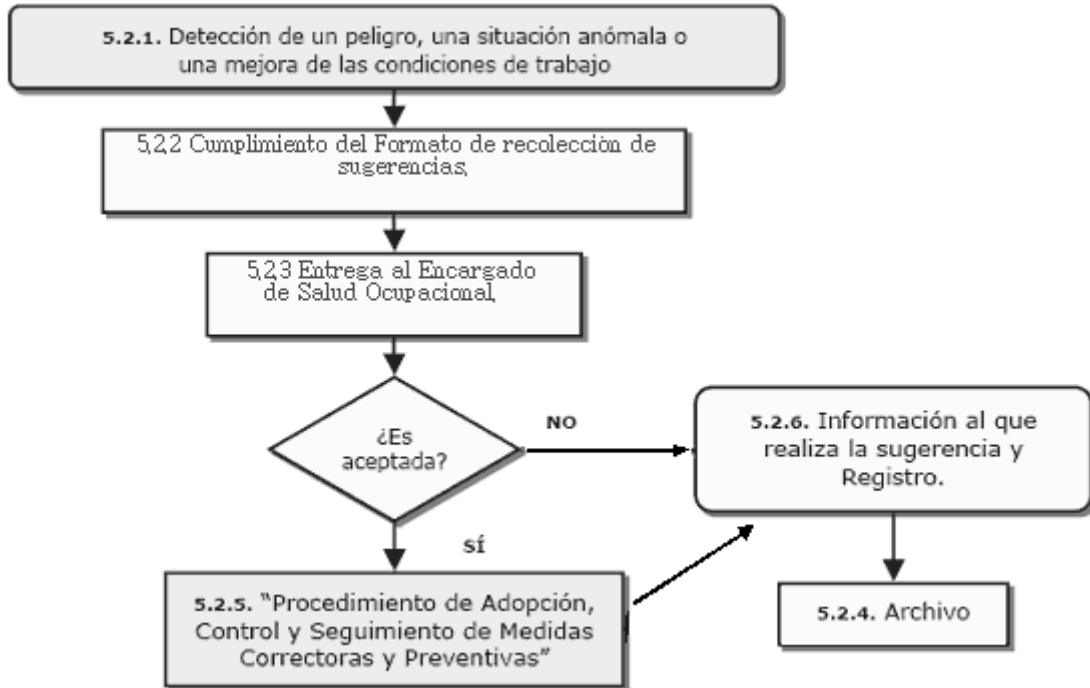 5.2.1. Detección de un peligro, una situación anómala o
una mejora de las condiciones de trabajo
5.2.2 Cumplimiento del Formato de recolección de
sugerencias.
5.2.3 Entrega al Encargado
de Salud Ocupacional.
¿Es
aceptada?
NO
5.2.6. Información al que
realiza la sugerencia y
Registro.
SÍ
5.2.5. “Procedimiento de Adopción,
Control y Seguimiento de Medidas
Correctoras y Preventivas”
5.2.4. Archivo